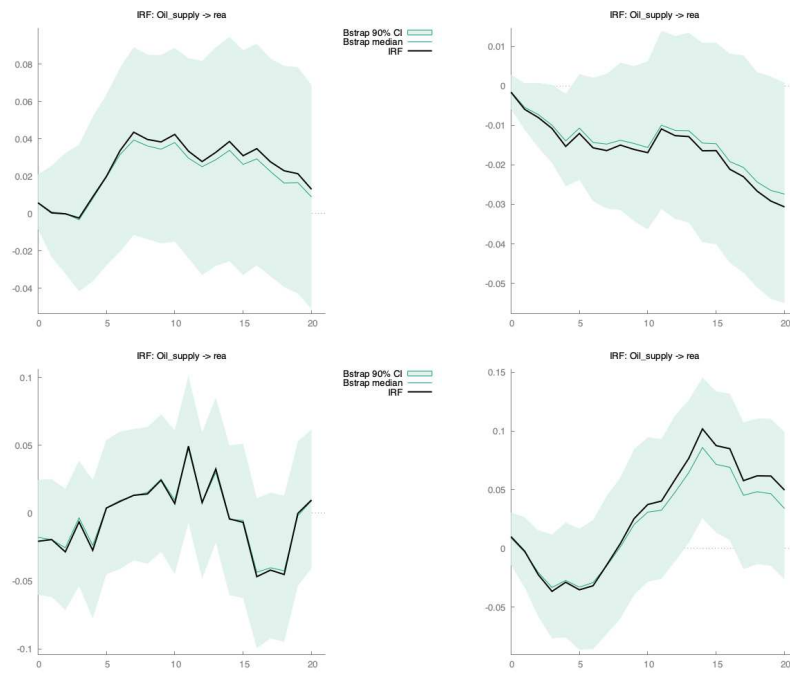 IRF: Oil_supply -> rea
Bstrap 90% CI
Bstrap median
IRF
0.08
0.06
0.04
0.02
0
-0.02
-0.04
0 5 10 15 20
IRF: Oil_supply -> rea
0.01
0
-0.01
-0.02
-0.03
-0.04
-0.05
0 5 10 15 20
IRF: Oil_supply -> rea
Bstrap 90% CI
Bstrap median
IRF
0.1
0.05
0
-0.05
-0.1
0 5 10 15 20
IRF: Oil_supply -> rea
0.15
0.1
0.05
0
-0.05
0 5 10 15 20